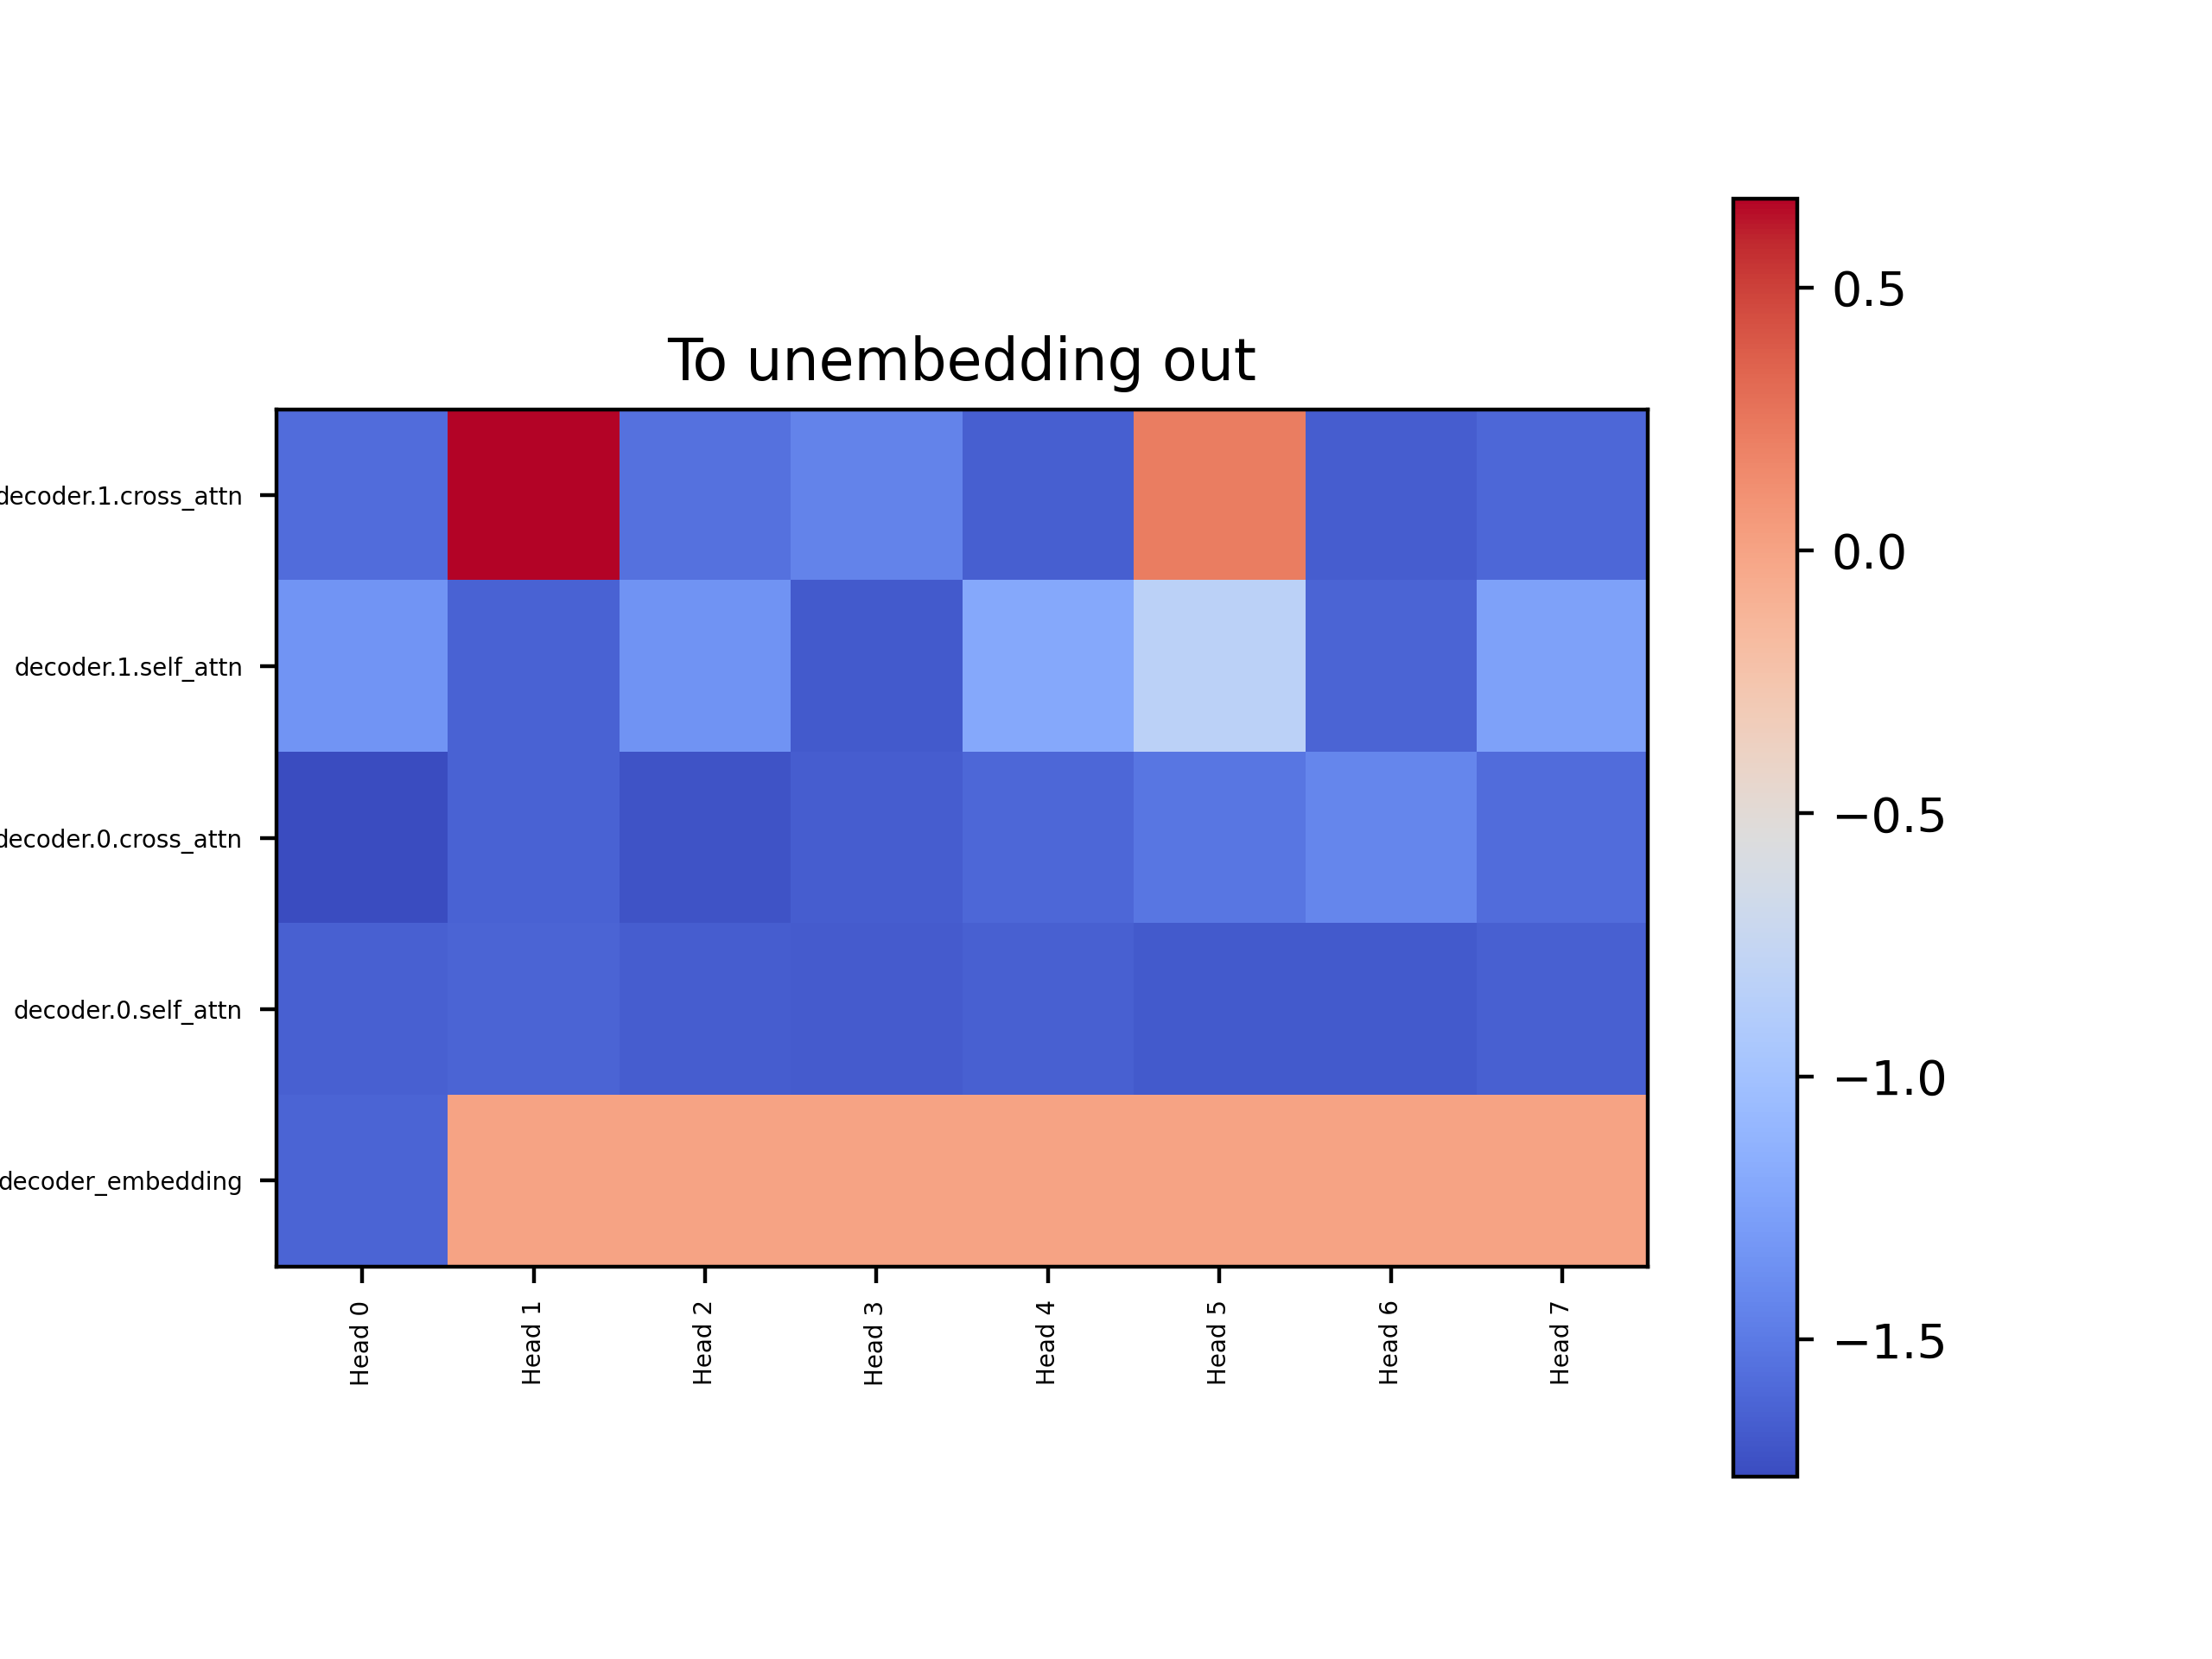 To unembedding out
decoder.1.cross_attn
decoder.1.self_attn
decoder.0.cross_attn
decoder.0.self_attn
decoder_embedding
Head 0
Head 1
Head 2
Head 3
Head 4
Head 5
Head 6
Head 7
0.5
0.0
−0.5
−1.0
−1.5